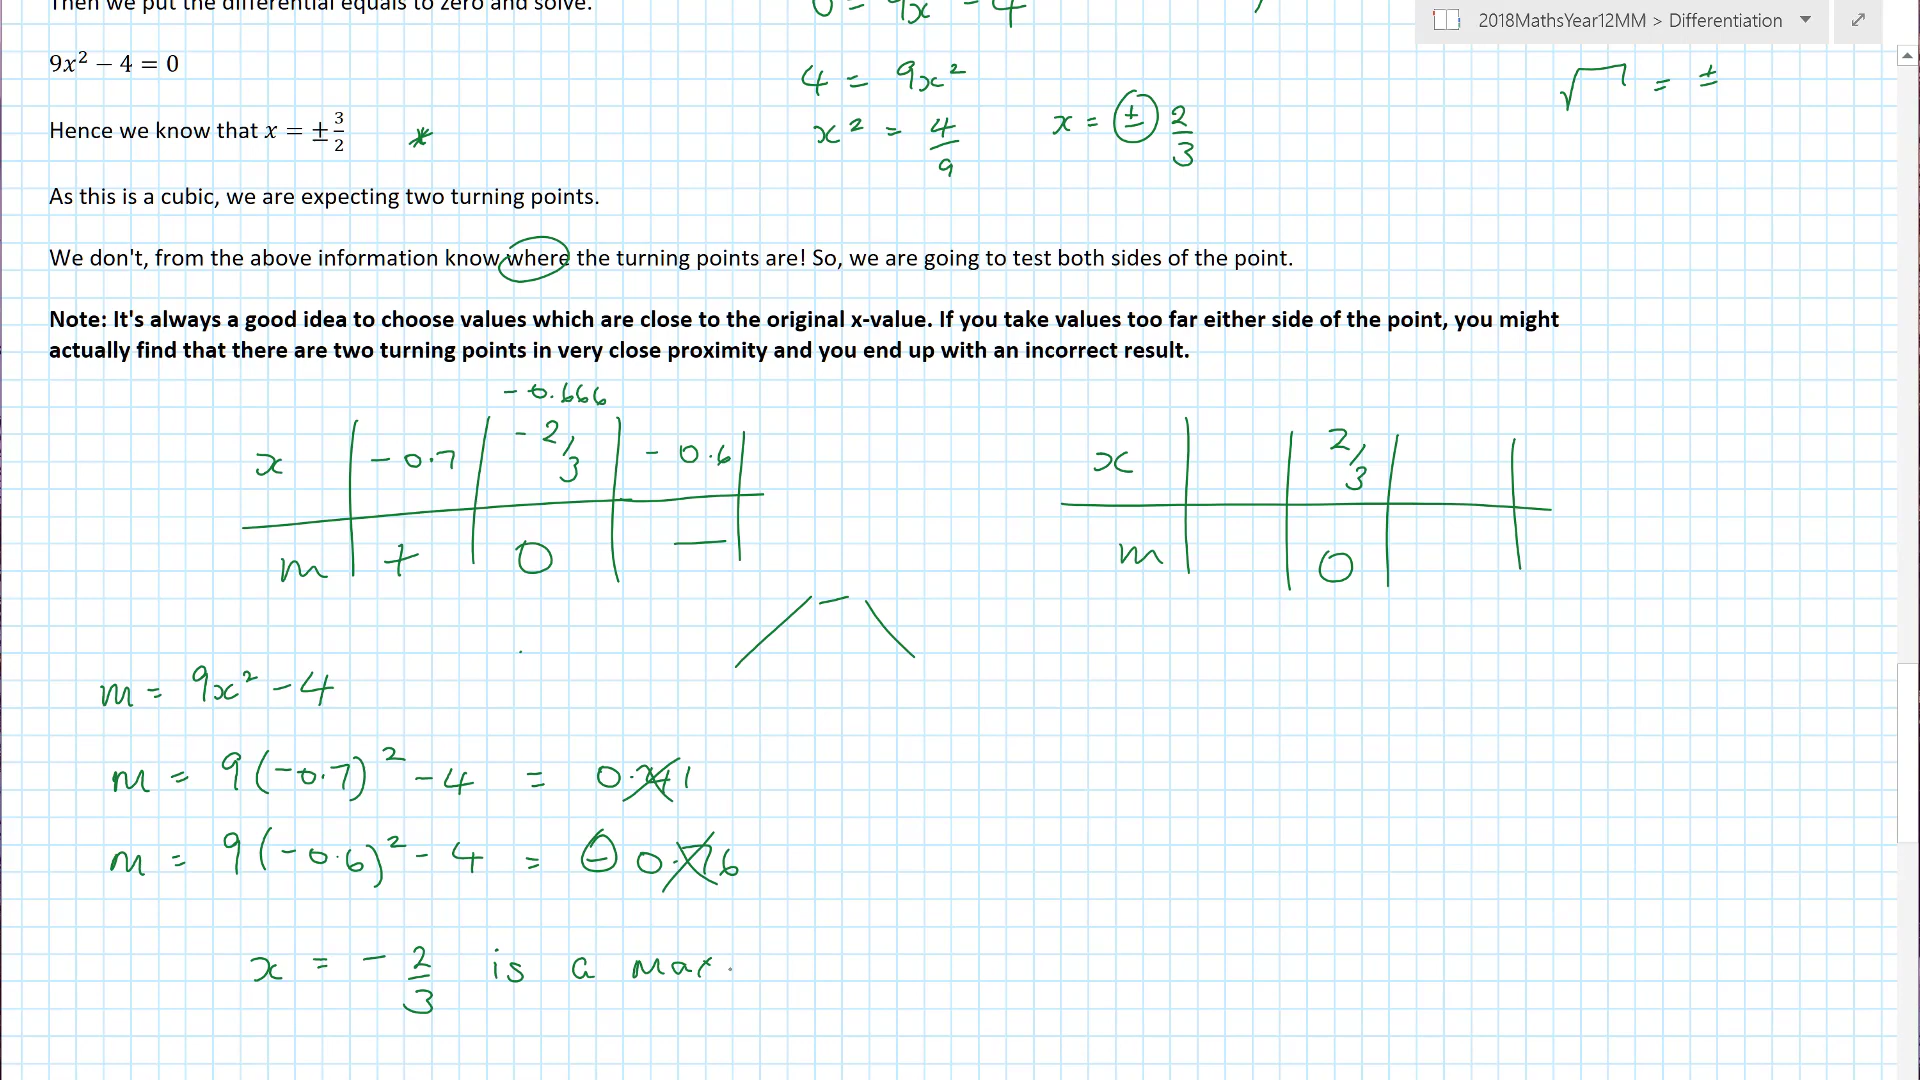 Then we put the differential equals to zero and solve.
0 = 9x² - 4
2018MathsYear12MM > Differentiation
9x² − 4 = 0
4 = 9x²
√ = ±
Hence we know that x = ± 3/2 *
x² = 4/9
x = ± 2/3
As this is a cubic, we are expecting two turning points.
We don't, from the above information know where the turning points are! So, we are going to test both sides of the point.
Note: It's always a good idea to choose values which are close to the original x-value. If you take values too far either side of the point, you might
actually find that there are two turning points in very close proximity and you end up with an incorrect result.
-0.666
x | -0.7 | -2/3 | -0.6 |
m | + | 0 | — |
x | | 2/3 | |
m | | 0 | |
m = 9x² - 4
m = 9(-0.7)² - 4 = 0.41
m = 9(-0.6)² - 4 = - 0.76
x = - 2/3 is a max.